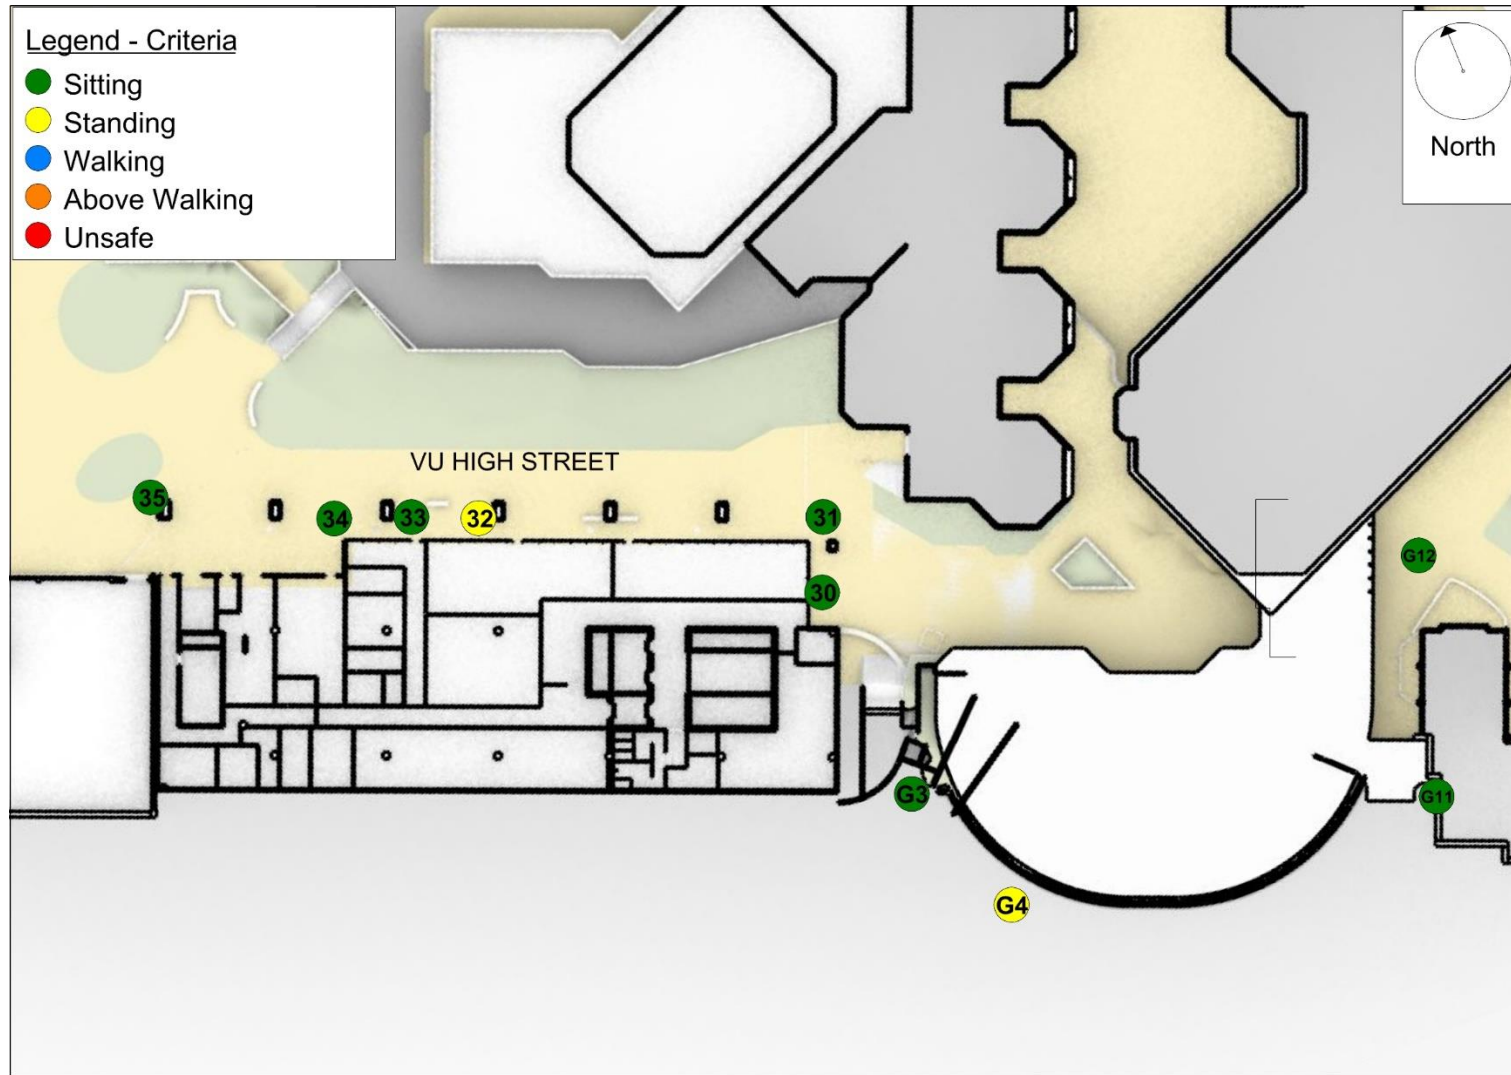 Legend - Criteria
Sitting
Standing
Walking
Above Walking
Unsafe
North
VU HIGH STREET
35
34
33
32
31
G12
30
G3
G11
G4